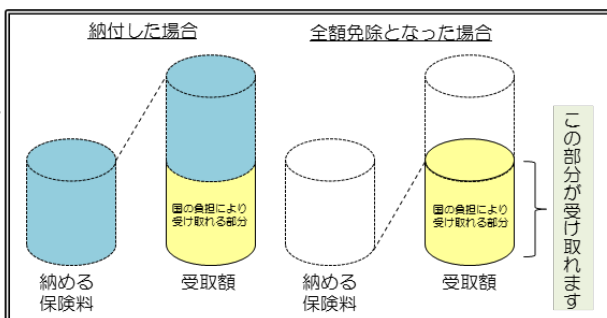 納付した場合
全額免除となった場合
国の負担により
受け取れる部分
国の負担により
受け取れる部分
この部分が受け取れます
納める
保険料
受取額
納める
保険料
受取額